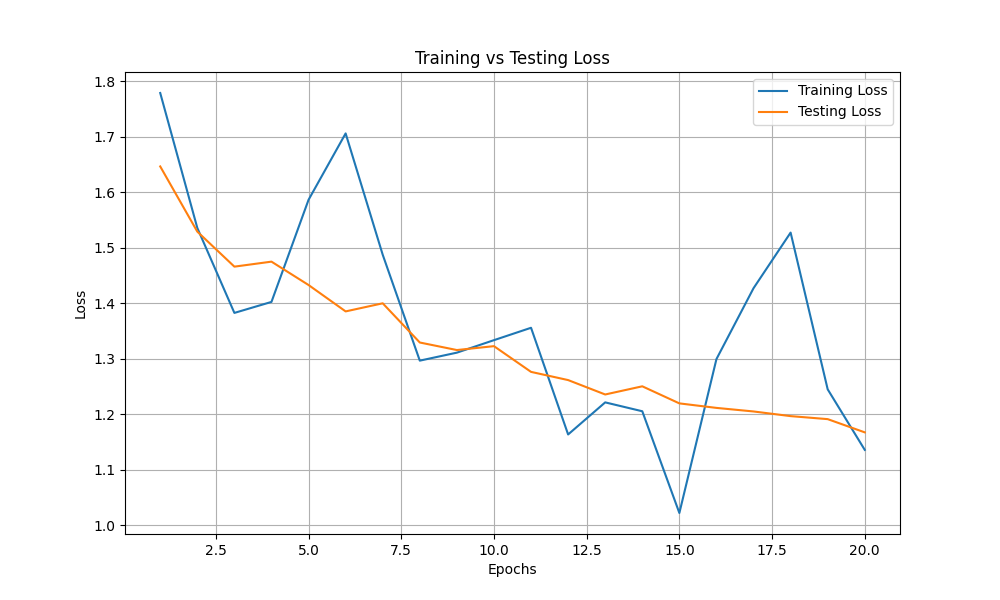 Training vs Testing Loss
Training Loss
Testing Loss
Loss
1.8
1.7
1.6
1.5
1.4
1.3
1.2
1.1
1.0
2.5 5.0 7.5 10.0 12.5 15.0 17.5 20.0
Epochs